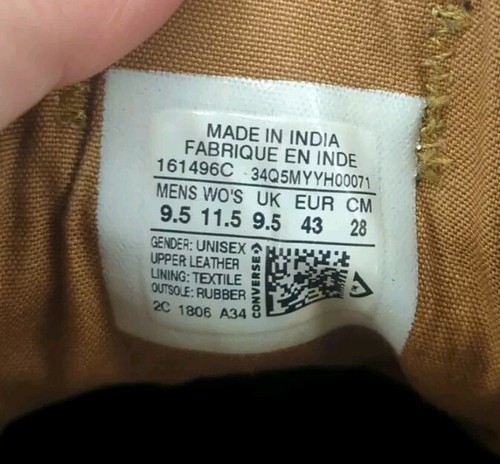 MADE IN INDIA
FABRIQUE EN INDE
161496C 34Q5MYYH00071
MENS WO'S UK EUR CM
9.5 11.5 9.5 43 28
GENDER: UNISEX
UPPER LEATHER
LINING: TEXTILE
OUTSOLE: RUBBER
2C 1806 A34
CONVERSE